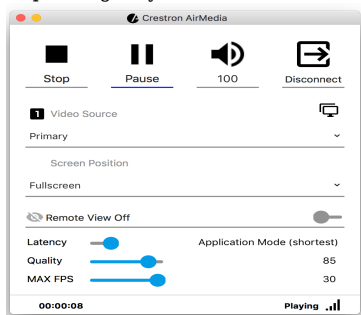 Crestron AirMedia
Stop Pause 100 Disconnect
1 Video Source
Primary
Screen Position
Fullscreen
Remote View Off
Latency Application Mode (shortest)
Quality 85
MAX FPS 30
00:00:08 Playing